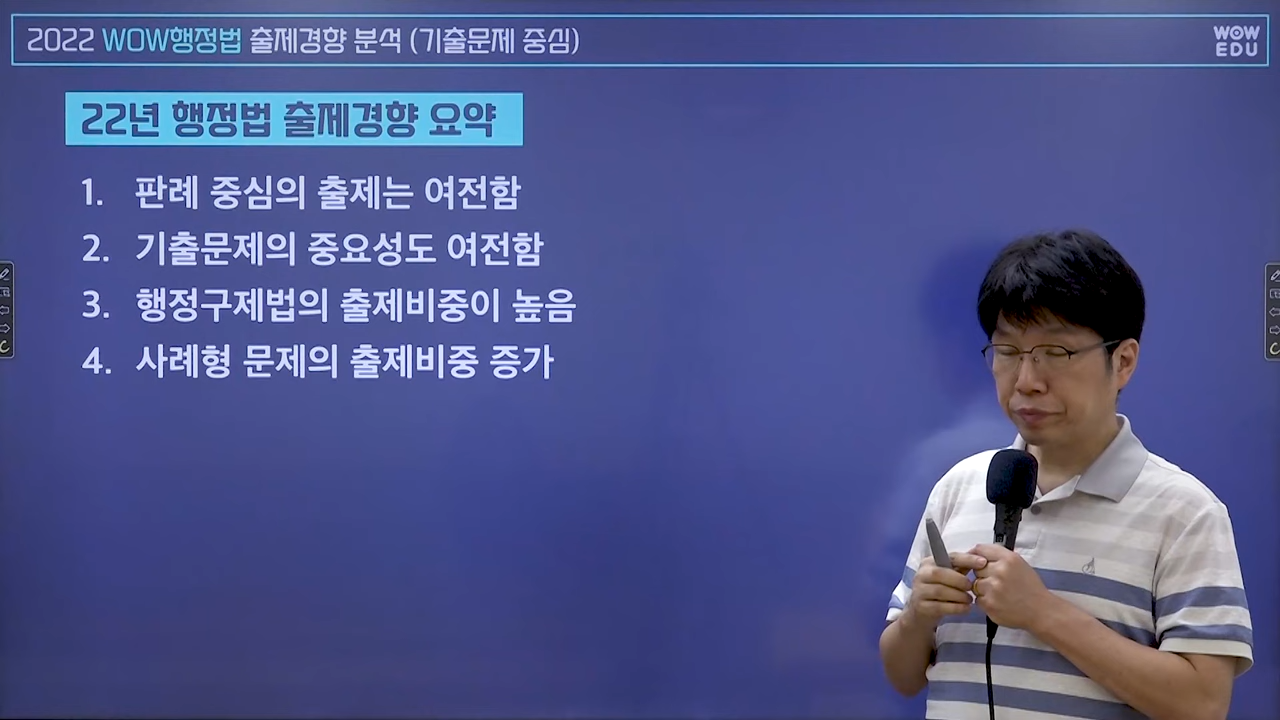 2022 WOW행정법 출제경향 분석 (기출문제 중심)
WOW
EDU
22년 행정법 출제경향 요약
1. 판례 중심의 출제는 여전함
2. 기출문제의 중요성도 여전함
3. 행정구제법의 출제비중이 높음
4. 사례형 문제의 출제비중 증가